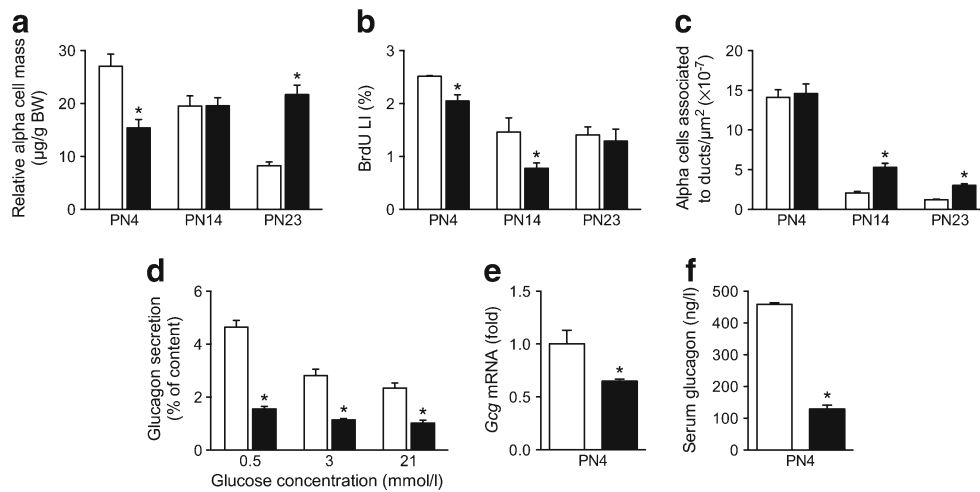 a
Relative alpha cell mass
(µg/g BW)
30
20
10
0
*
*
PN4 PN14 PN23
b
BrdU LI (%)
3
2
1
0
*
*
PN4 PN14 PN23
c
Alpha cells associated
to ducts/µm² (×10⁻⁷)
20
15
10
5
0
*
*
PN4 PN14 PN23
d
Glucagon secretion
(% of content)
6
4
2
0
*
*
*
0.5 3 21
Glucose concentration (mmol/l)
e
Gcg mRNA (fold)
1.5
1.0
0.5
0.0
*
PN4
f
Serum glucagon (ng/l)
500
400
300
200
100
0
*
PN4